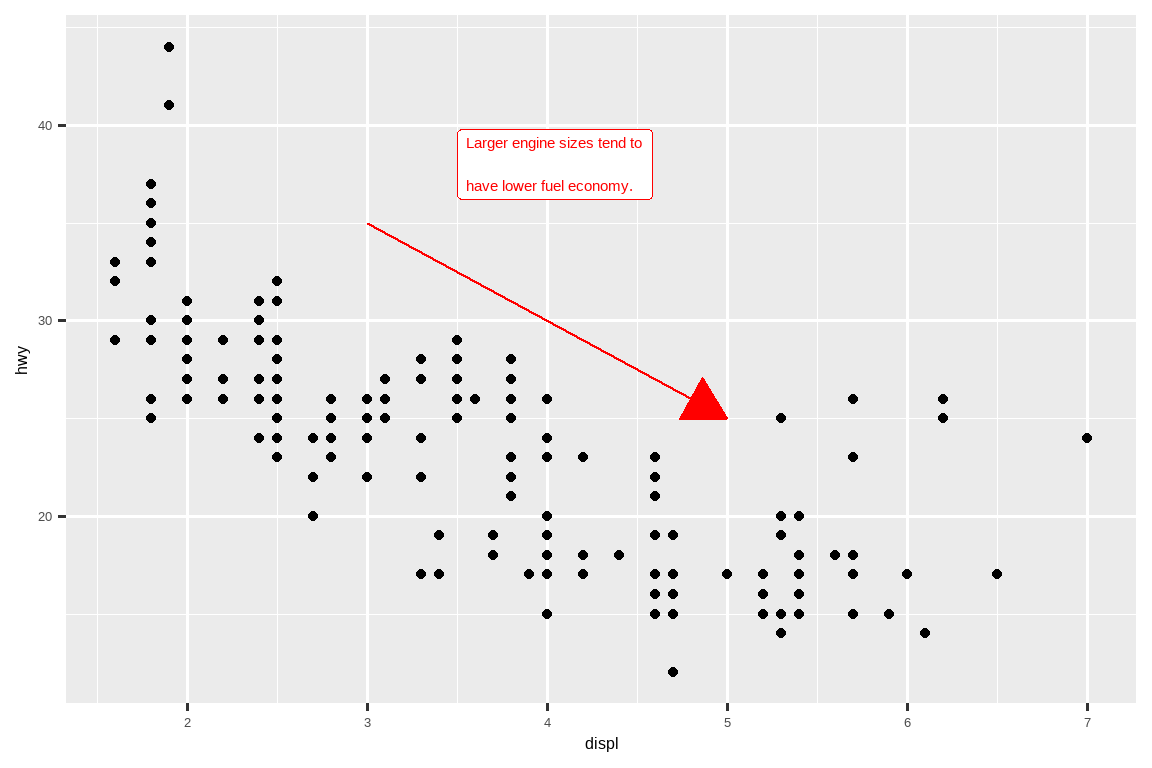 40
Larger engine sizes tend to
have lower fuel economy.
30
hwy
20
2 3 4 5 6 7
displ